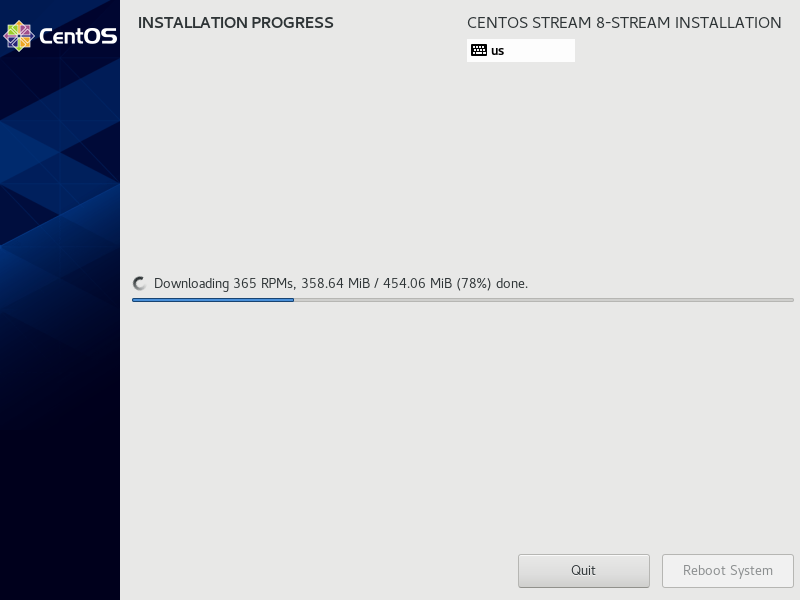 CentOS
INSTALLATION PROGRESS
CENTOS STREAM 8-STREAM INSTALLATION
us
Downloading 365 RPMs, 358.64 MiB / 454.06 MiB (78%) done.
Quit
Reboot System